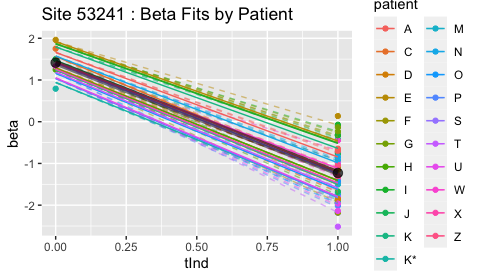 Site 53241 : Beta Fits by Patient
patient
A
C
D
E
F
G
H
I
J
K
K*
M
N
O
P
S
T
U
W
X
Z
2
1
0
-1
-2
beta
0.00 0.25 0.50 0.75 1.00
tInd